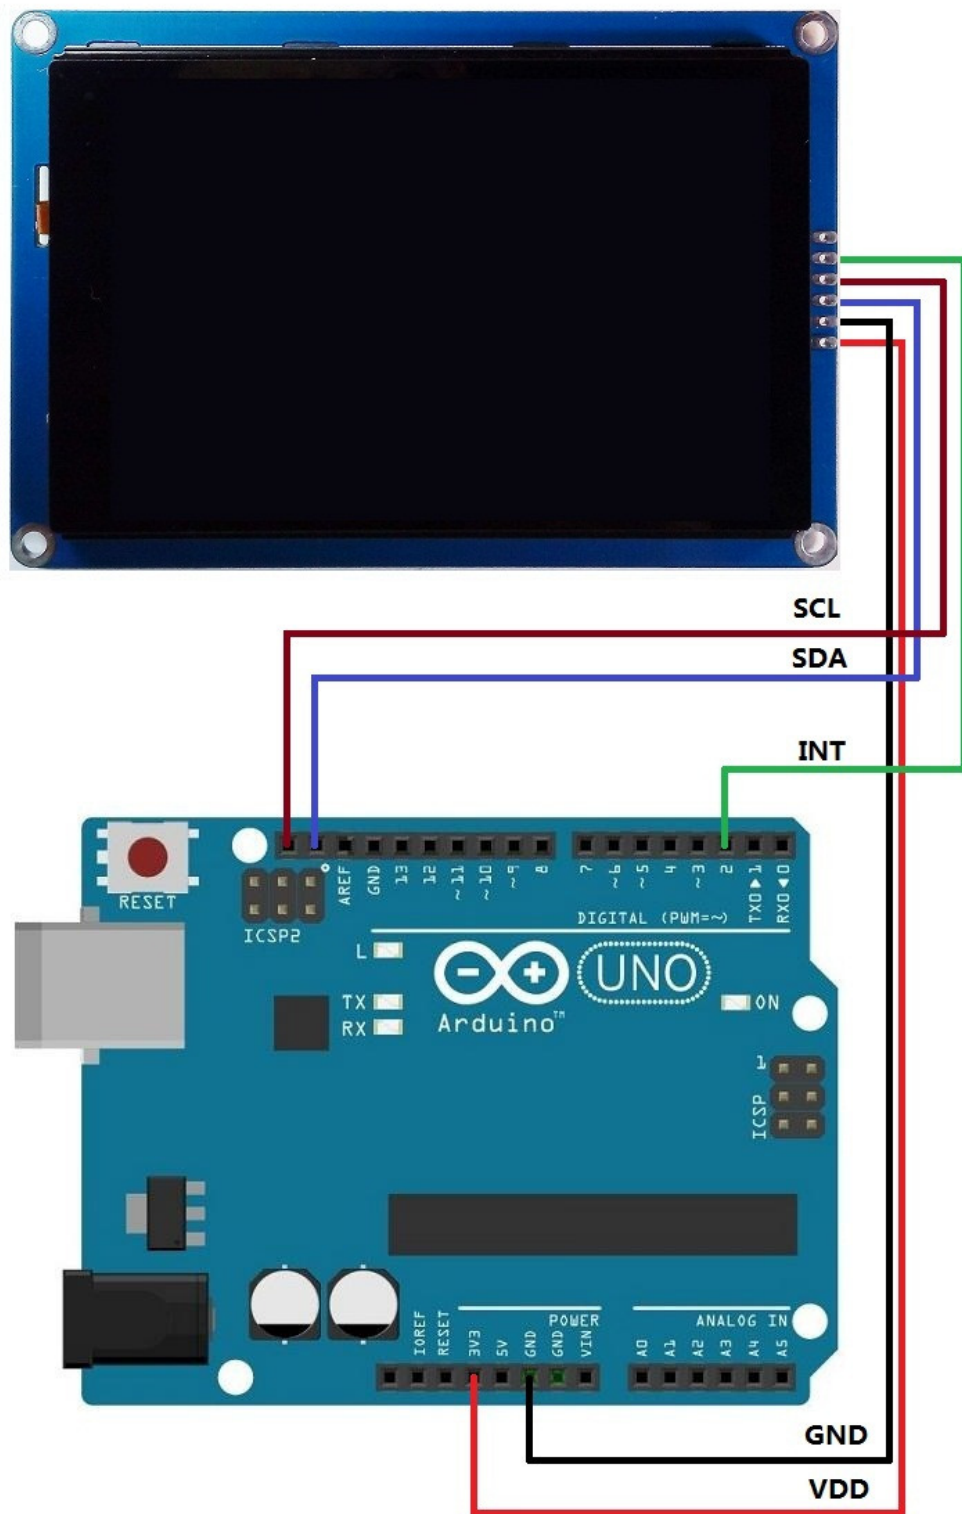 SCL
SDA
INT
RESET
ICSP2
AREF
GND
13
12
~11
~10
~9
8
7
~6
~5
4
~3
2
TX0▶1
RX0◀0
DIGITAL (PWM=~)
L
TX
RX
Arduino™
UNO
ON
1
ICSP
IOREF
RESET
3V3
5V
GND
GND
VIN
POWER
ANALOG IN
A0
A1
A2
A3
A4
A5
GND
VDD